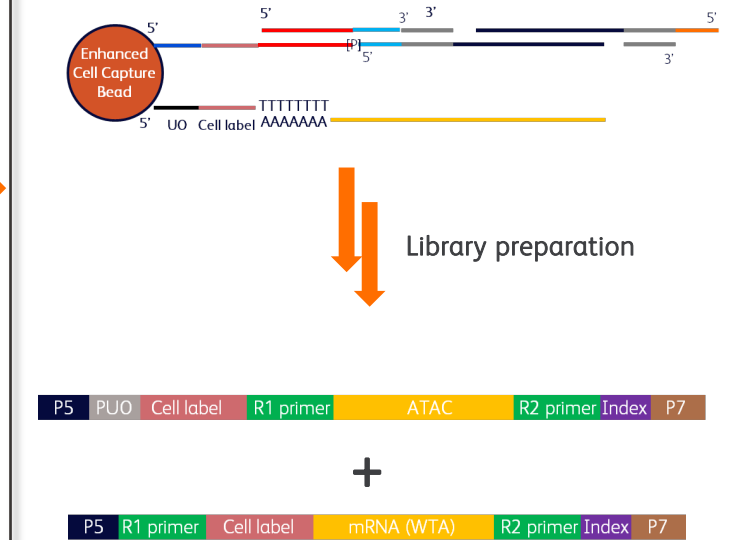 5’ 3’ 3’ 5’
5’
Enhanced
Cell Capture
Bead
[P] 5’ 3’
TTTTTTTT
5’ UO Cell label AAAAAAA
Library preparation
P5 PUO Cell label R1 primer ATAC R2 primer Index P7
+
P5 R1 primer Cell label mRNA (WTA) R2 primer Index P7